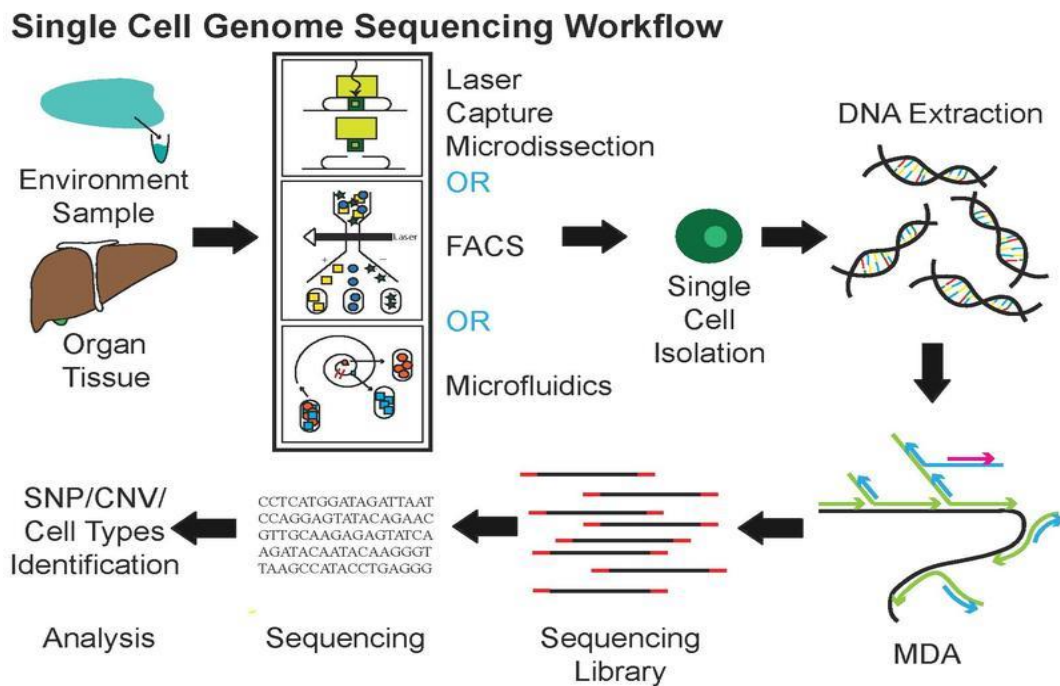 Single Cell Genome Sequencing Workflow
Environment
Sample
Organ
Tissue
Laser
Capture
Microdissection
OR
FACS
OR
Microfluidics
Laser
+
−
Single
Cell
Isolation
DNA Extraction
MDA
Sequencing
Library
CCTCATGGATAGATTAAT
CCAGGAGTATACAGAAC
GTTGCAAGAGAGTATCA
AGATACAATACAAGGGT
TAAGCCATACCTGAGGG
Sequencing
SNP/CNV/
Cell Types
Identification
Analysis